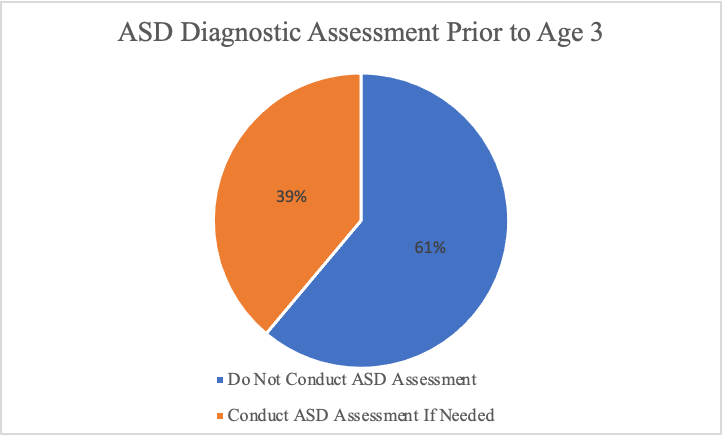 ASD Diagnostic Assessment Prior to Age 3
39%
61%
Do Not Conduct ASD Assessment
Conduct ASD Assessment If Needed